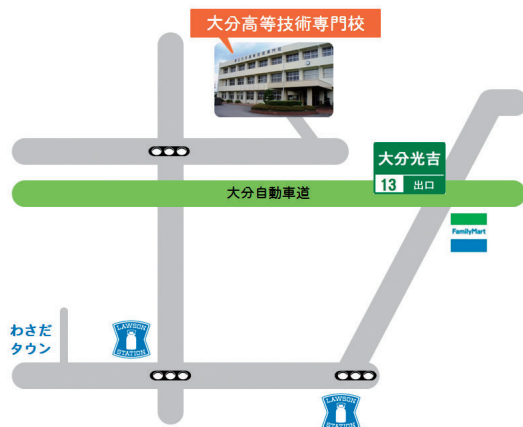 大分高等技術専門校
大分光吉
13 出口
大分自動車道
FamilyMart
わさだ
タウン
LAWSON
STATION
LAWSON
STATION